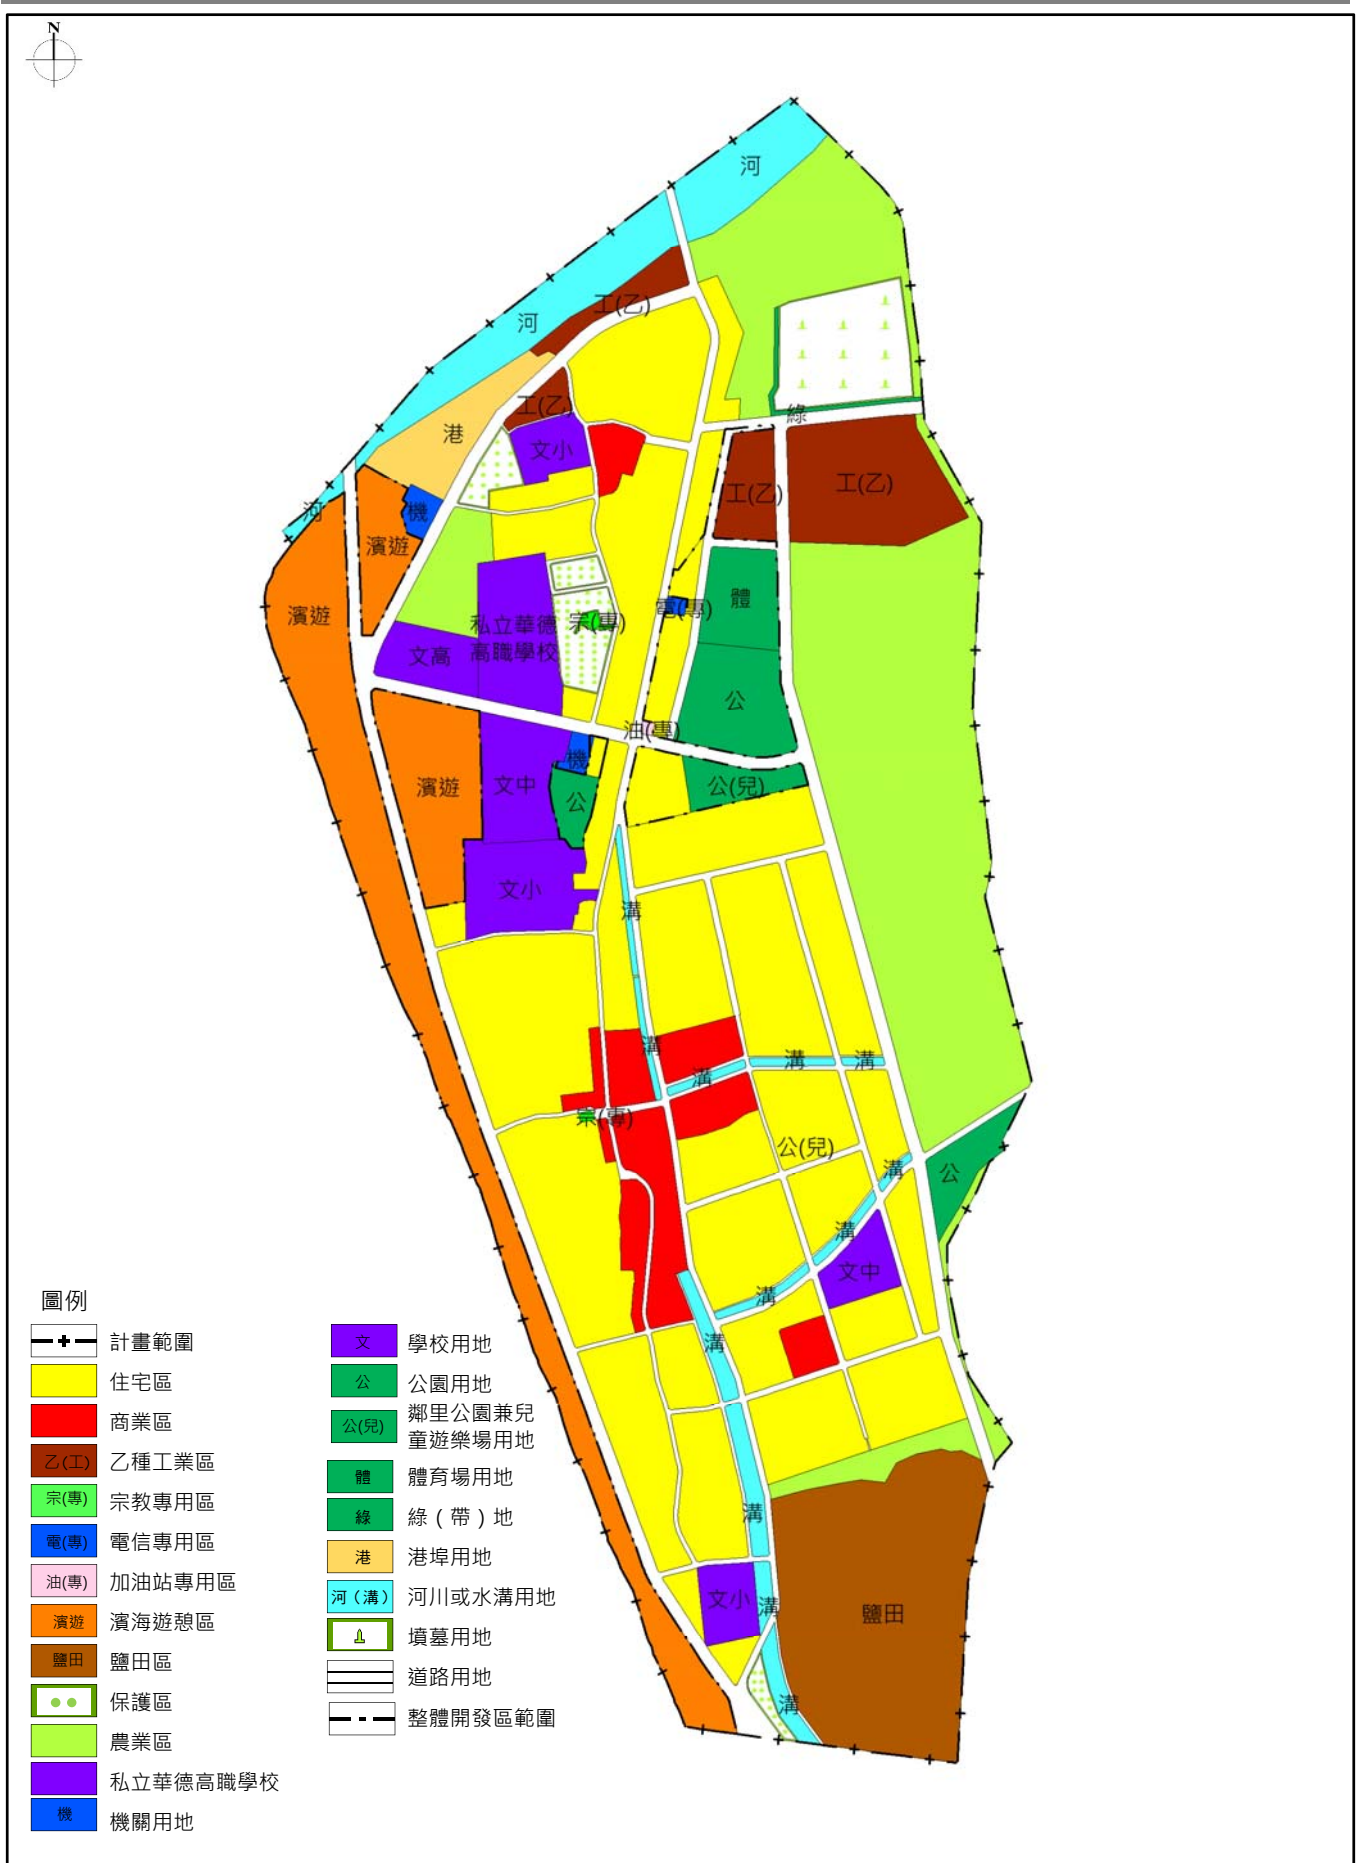 N
河
工(乙)
河
工(乙)
綠
港
文小
工(乙)
工(乙)
河
機
濱遊
濱遊
體
宗(專)
電(專)
私立華德
高職學校
文高
公
油(專)
機
濱遊
文中
公
公(兒)
文小
溝
溝
溝
溝
溝
宗(專)
公(兒)
溝
公
溝
文中
溝
溝
溝
文小
溝
鹽田
溝
圖例
計畫範圍
住宅區
商業區
乙(工) 乙種工業區
宗(專) 宗教專用區
電(專) 電信專用區
油(專) 加油站專用區
濱遊 濱海遊憩區
鹽田 鹽田區
保護區
農業區
私立華德高職學校
機 機關用地
文 學校用地
公 公園用地
公(兒) 鄰里公園兼兒
童遊樂場用地
體 體育場用地
綠 綠（帶）地
港 港埠用地
河（溝） 河川或水溝用地
墳墓用地
道路用地
整體開發區範圍